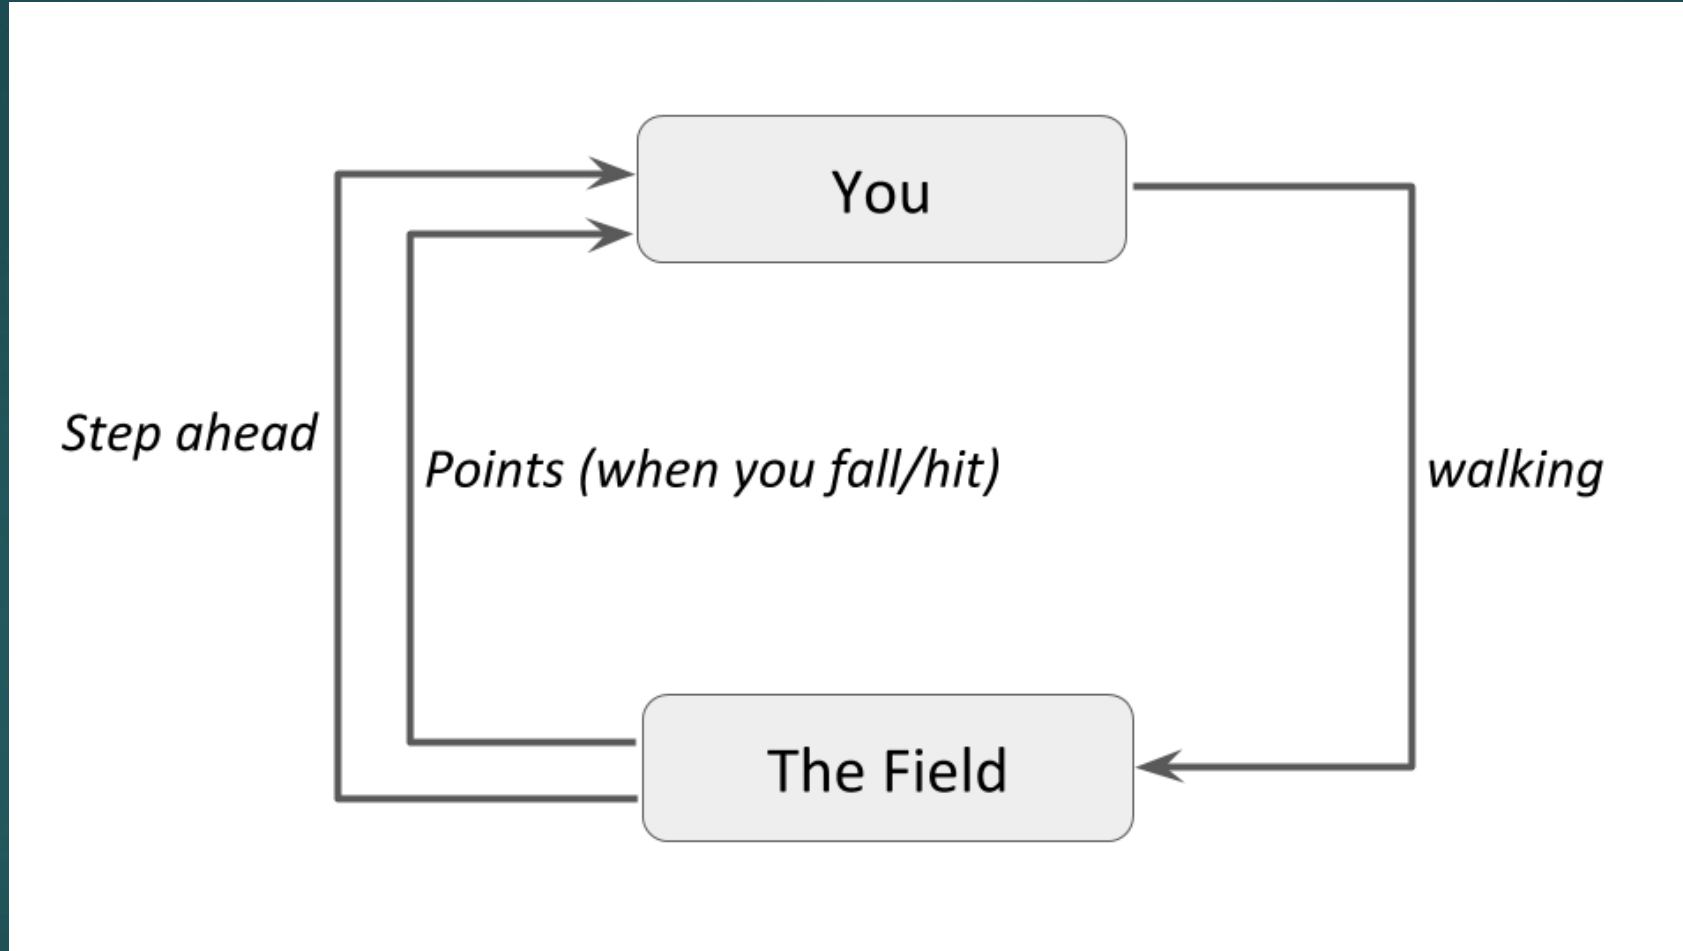 You
Step ahead
Points (when you fall/hit)
walking
The Field